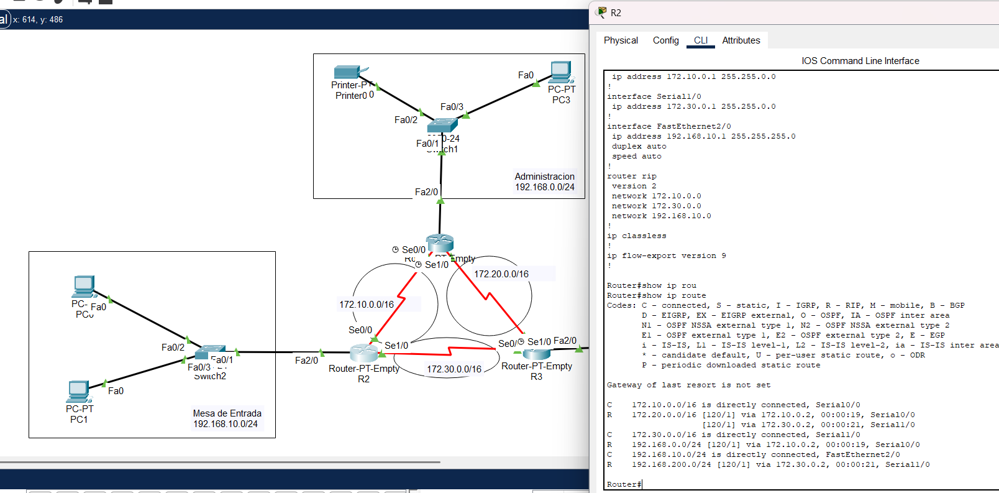 x: 614, y: 486
Printer-PT
Printer0
Fa0
PC-PT
PC3
Fa0/3
Fa0/2
Fa0/1
Administracion
192.168.0.0/24
Fa2/0
Se0/0
Se1/0
172.20.0.0/16
172.10.0.0/16
Se0/0
Se1/0
Fa2/0
Router-PT-Empty
R2
172.30.0.0/16
Se1/0
Fa2/0
Router-PT-Empty
R3
Fa0
Fa0/2
Fa0/1
Fa0/3
Switch2
Fa0
PC-PT
PC1
Mesa de Entrada
192.168.10.0/24
R2
Physical Config CLI Attributes
IOS Command Line Interface
ip address 172.10.0.1 255.255.0.0
!
interface Serial1/0
ip address 172.30.0.1 255.255.0.0
!
interface FastEthernet2/0
ip address 192.168.10.1 255.255.255.0
duplex auto
speed auto
!
router rip
version 2
network 172.10.0.0
network 172.30.0.0
network 192.168.10.0
!
ip classless
!
ip flow-export version 9
!
Router#show ip rou
Router#show ip route
Codes: C - connected, S - static, I - IGRP, R - RIP, M - mobile, B - BGP
D - EIGRP, EX - EIGRP external, O - OSPF, IA - OSPF inter area
N1 - OSPF NSSA external type 1, N2 - OSPF NSSA external type 2
E1 - OSPF external type 1, E2 - OSPF external type 2, E - EGP
i - IS-IS, L1 - IS-IS level-1, L2 - IS-IS level-2, ia - IS-IS inter area
* - candidate default, U - per-user static route, o - ODR
P - periodic downloaded static route
Gateway of last resort is not set
C 172.10.0.0/16 is directly connected, Serial0/0
R 172.20.0.0/16 [120/1] via 172.10.0.2, 00:00:19, Serial0/0
[120/1] via 172.30.0.2, 00:00:21, Serial1/0
C 172.30.0.0/16 is directly connected, Serial1/0
R 192.168.0.0/24 [120/1] via 172.10.0.2, 00:00:19, Serial0/0
C 192.168.10.0/24 is directly connected, FastEthernet2/0
R 192.168.200.0/24 [120/1] via 172.30.0.2, 00:00:21, Serial1/0
Router#